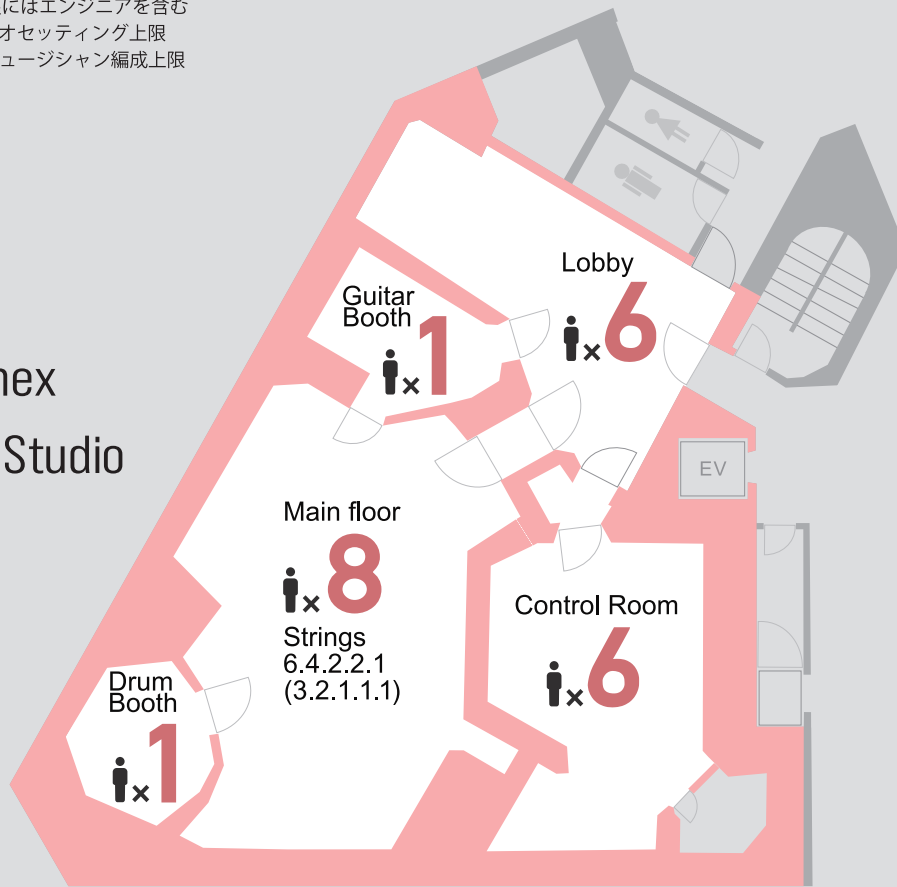 にはエンジニアを含む
オセッティング上限
ュージシャン編成上限
Lobby
×6
Guitar
Booth
×1
Studio
EV
Main floor
×8
Strings
6.4.2.2.1
(3.2.1.1.1)
Control Room
×6
Drum
Booth
×1